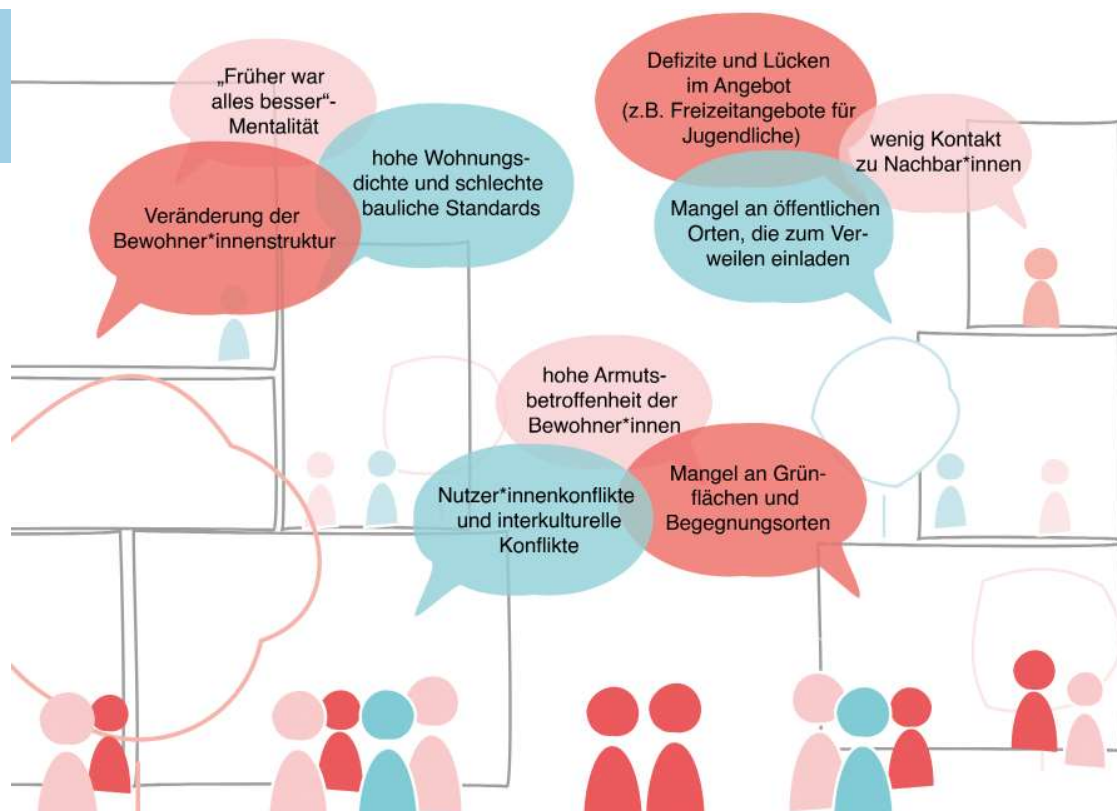 „Früher war
alles besser“-
Mentalität
hohe Wohnungs-
dichte und schlechte
bauliche Standards
Veränderung der
Bewohner*innenstruktur
Defizite und Lücken
im Angebot
(z.B. Freizeitangebote für
Jugendliche)
wenig Kontakt
zu Nachbar*innen
Mangel an öffentlichen
Orten, die zum Ver-
weilen einladen
hohe Armuts-
betroffenheit der
Bewohner*innen
Nutzer*innenkonflikte
und interkulturelle
Konflikte
Mangel an Grün-
flächen und
Begegnungsorten